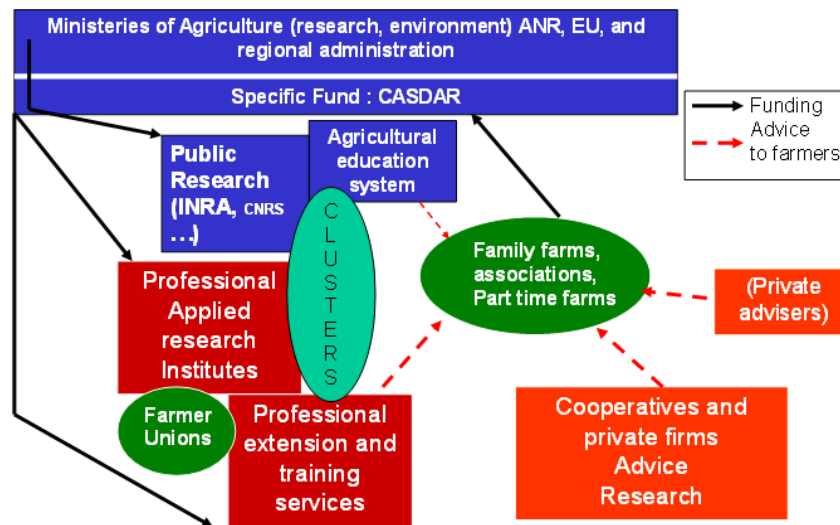 Ministeries of Agriculture (research, environment) ANR, EU, and
regional administration
Specific Fund : CASDAR
Funding
Advice
to farmers
Public
Research
(INRA, CNRS
…)
Agricultural
education
system
CLUSTERS
Family farms,
associations,
Part time farms
(Private
advisers)
Professional
Applied
research
Institutes
Farmer
Unions
Professional
extension and
training
services
Cooperatives and
private firms
Advice
Research